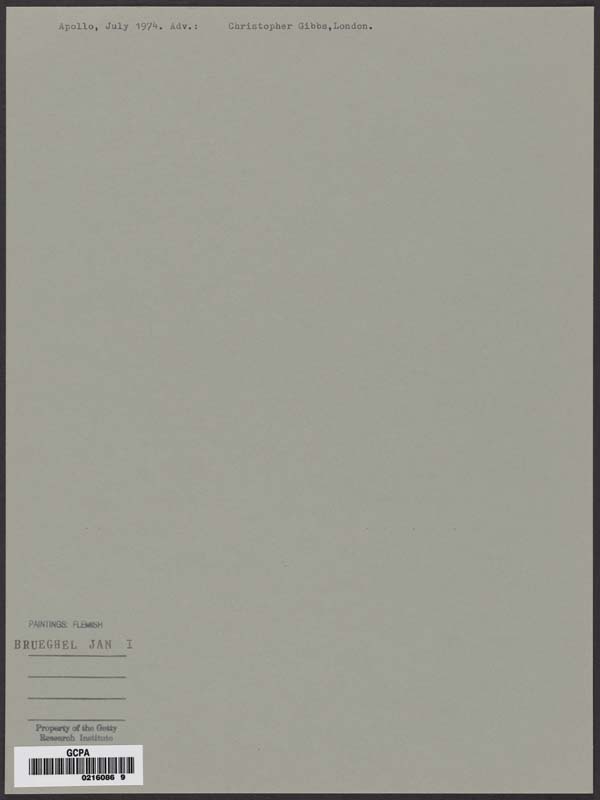 Apollo, July 1974. Adv.: Christopher Gibbs,London.
PAINTINGS: FLEMISH
BRUEGHEL JAN I
Property of the Getty
Research Institute
GCPA
0216086 9